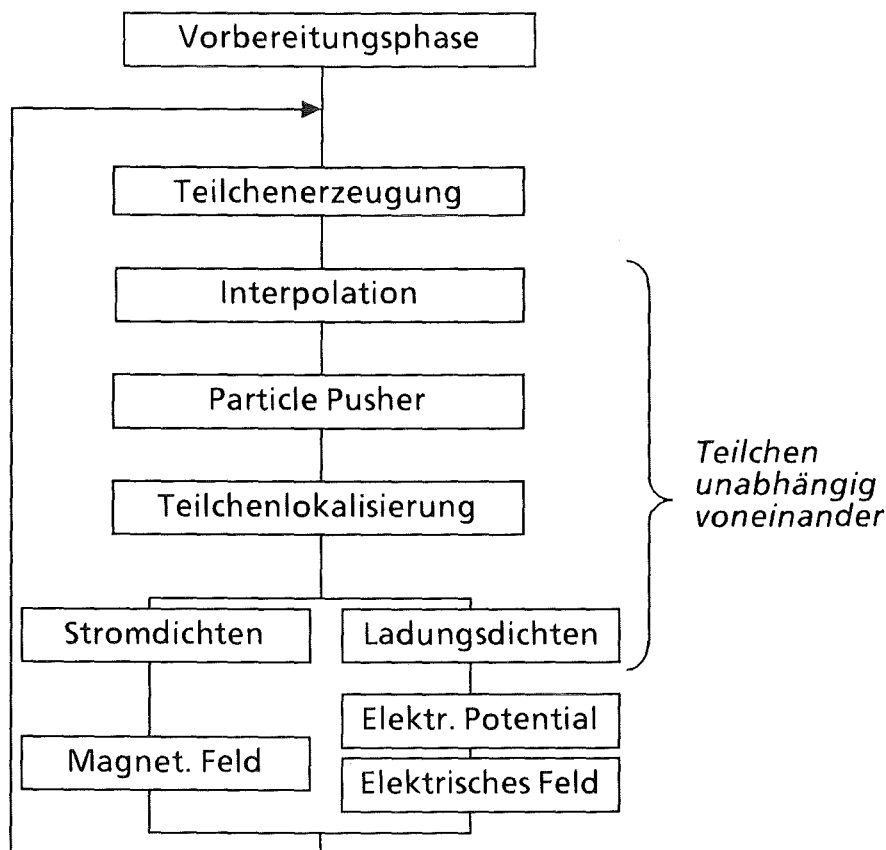 Vorbereitungsphase
Teilchenerzeugung
Interpolation
Particle Pusher
Teilchenlokalisierung
Teilchen
unabhängig
voneinander
Stromdichten
Ladungsdichten
Elektr. Potential
Magnet. Feld
Elektrisches Feld